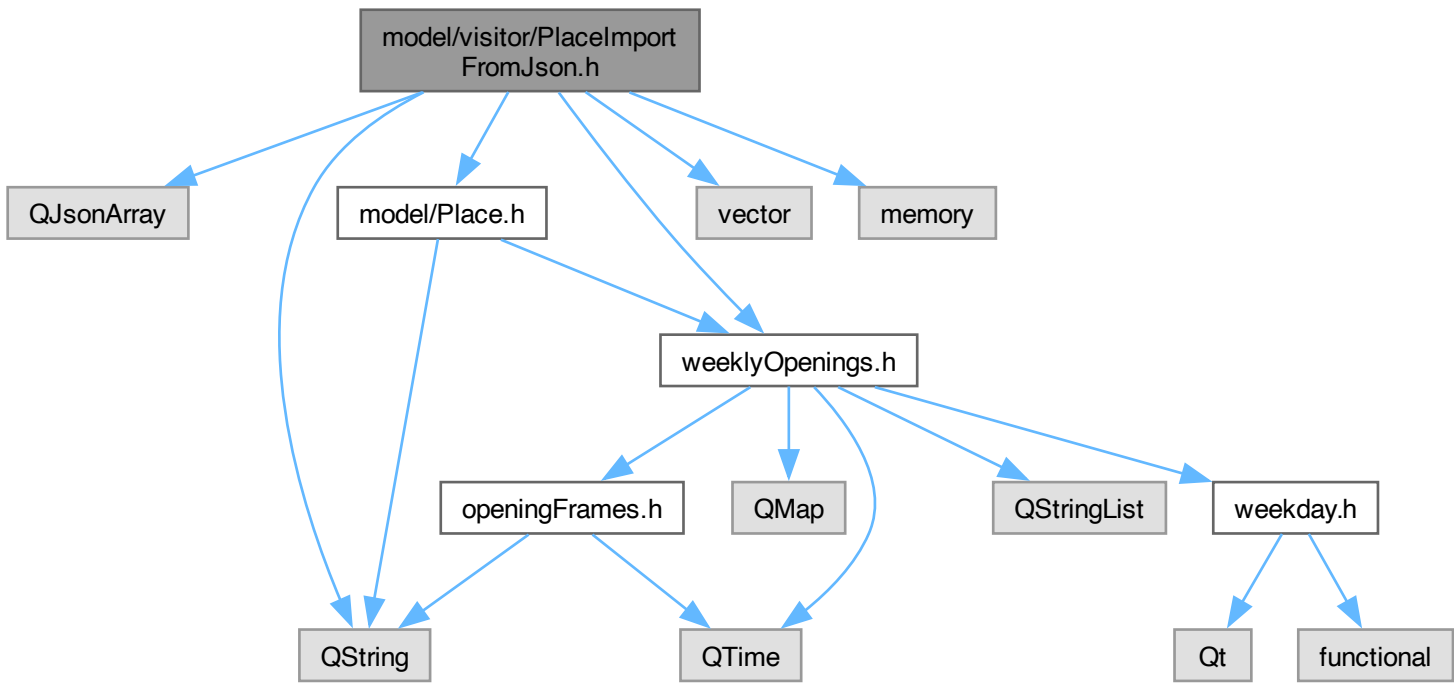 model/visitor/PlaceImport
FromJson.h
QJsonArray
model/Place.h
vector
memory
weeklyOpenings.h
openingFrames.h
QMap
QStringList
weekday.h
QString
QTime
Qt
functional